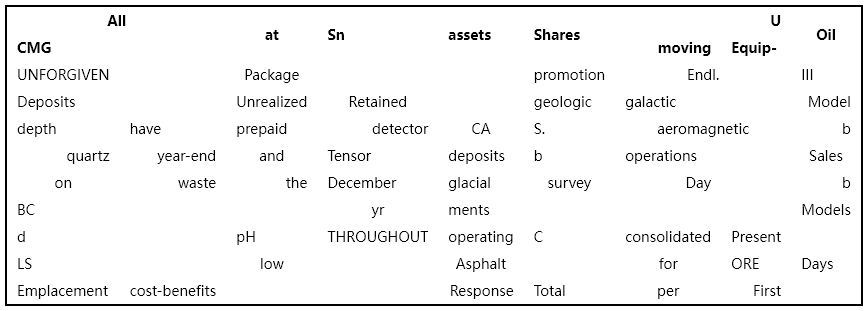 All U
at Sn assets Shares Oil
CMG moving Equip-
UNFORGIVEN Package promotion Endl. III
Deposits Unrealized Retained geologic galactic Model
depth have prepaid detector CA S. aeromagnetic b
quartz year-end and Tensor deposits b operations Sales
on waste the December glacial survey Day b
BC yr ments Models
d pH THROUGHOUT operating C consolidated Present
LS low Asphalt for ORE Days
Emplacement cost-benefits Response Total per First